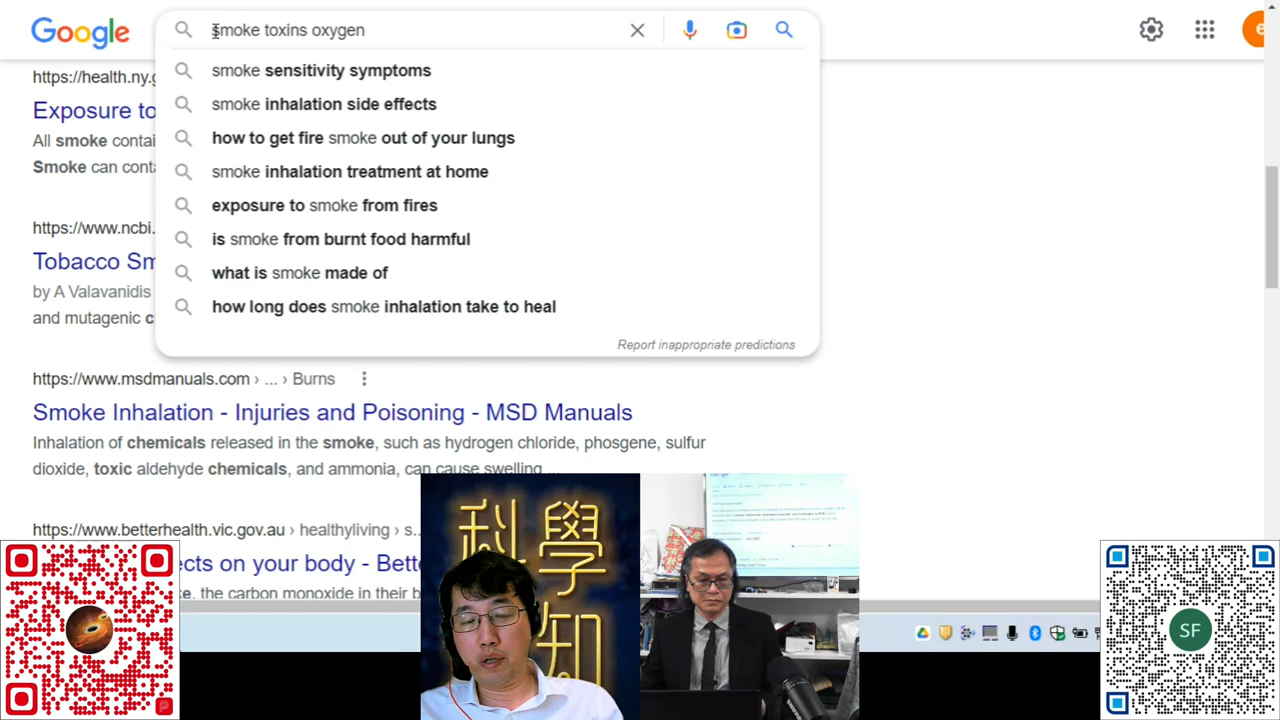 Google
smoke toxins oxygen
e
smoke sensitivity symptoms
smoke inhalation side effects
how to get fire smoke out of your lungs
smoke inhalation treatment at home
exposure to smoke from fires
is smoke from burnt food harmful
what is smoke made of
how long does smoke inhalation take to heal
Report inappropriate predictions
https://health.ny.g
Exposure to
All smoke contai
Smoke can conta
https://www.ncbi.
Tobacco Sm
by A Valavanidis
and mutagenic c
https://www.msdmanuals.com › ... › Burns
Smoke Inhalation - Injuries and Poisoning - MSD Manuals
Inhalation of chemicals released in the smoke, such as hydrogen chloride, phosgene, sulfur
dioxide, toxic aldehyde chemicals, and ammonia, can cause swelling ...
https://www.betterhealth.vic.gov.au › healthyliving › s...
ects on your body - Bette
ke, the carbon monoxide in their b
科學
知
SF